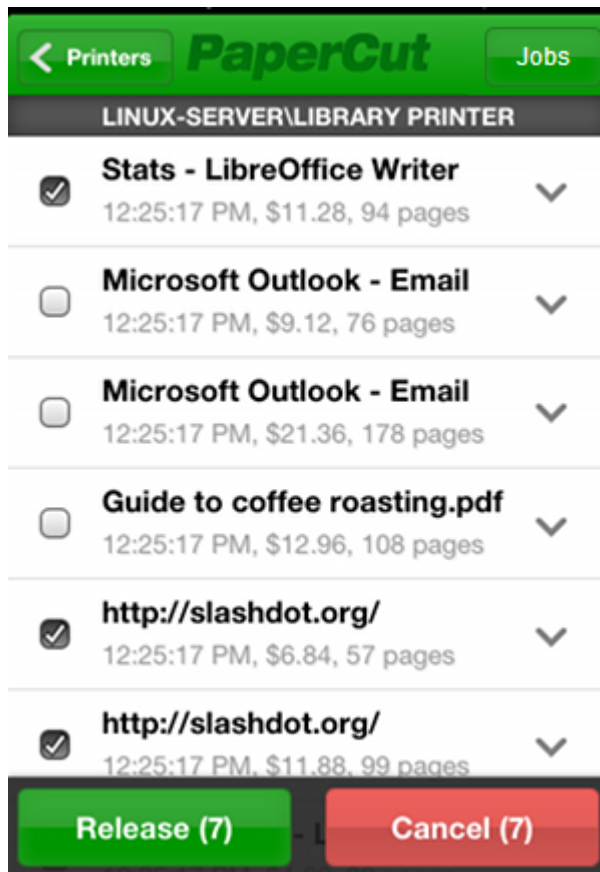 Printers
PaperCut
Jobs
LINUX-SERVER\LIBRARY PRINTER
Stats - LibreOffice Writer
12:25:17 PM, $11.28, 94 pages
Microsoft Outlook - Email
12:25:17 PM, $9.12, 76 pages
Microsoft Outlook - Email
12:25:17 PM, $21.36, 178 pages
Guide to coffee roasting.pdf
12:25:17 PM, $12.96, 108 pages
http://slashdot.org/
12:25:17 PM, $6.84, 57 pages
http://slashdot.org/
12:25:17 PM, $11.88, 99 pages
Release (7)
Cancel (7)